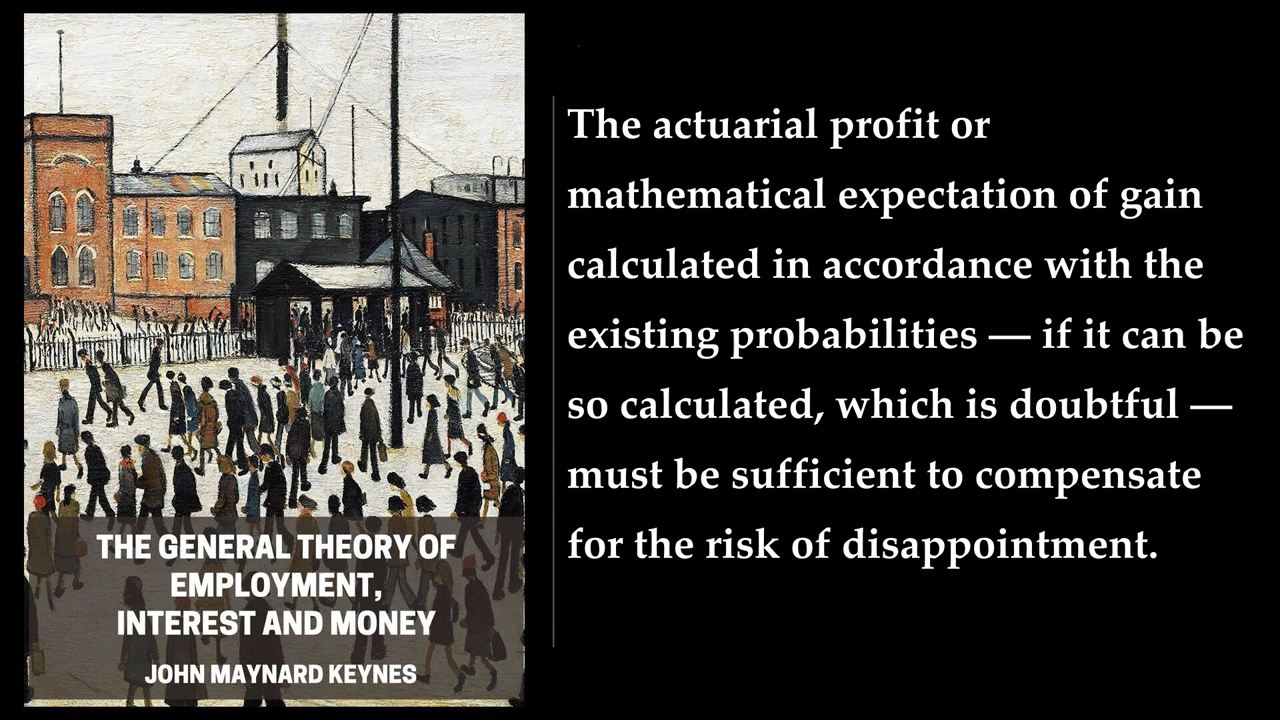 THE GENERAL THEORY OF
EMPLOYMENT,
INTEREST AND MONEY
JOHN MAYNARD KEYNES
The actuarial profit or
mathematical expectation of gain
calculated in accordance with the
existing probabilities — if it can be
so calculated, which is doubtful —
must be sufficient to compensate
for the risk of disappointment.